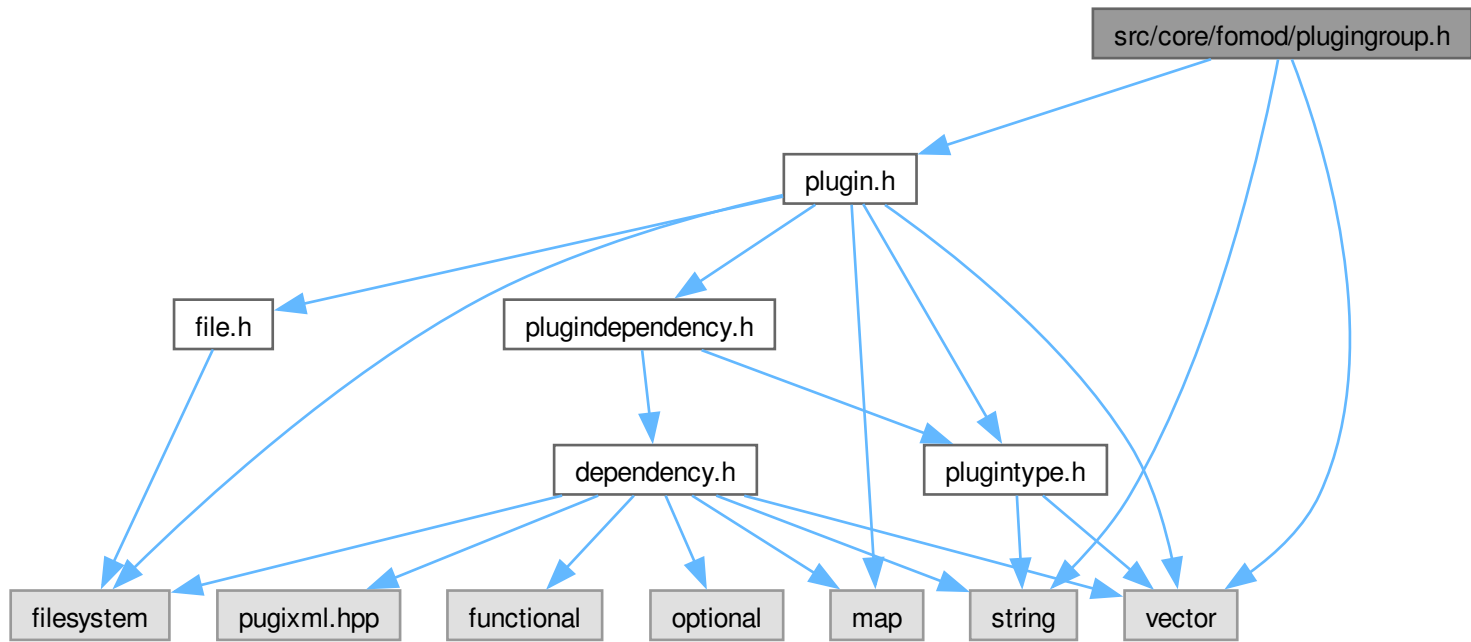 src/core/fomod/plugingroup.h
plugin.h
file.h
plugindependency.h
dependency.h
plugintype.h
filesystem
pugixml.hpp
functional
optional
map
string
vector